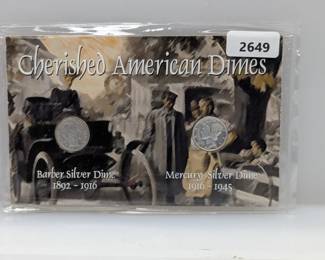 2649
Cherished American Dimes
Barber Silver Dime Mercury Silver Dime
1892 - 1916 1916 - 1945